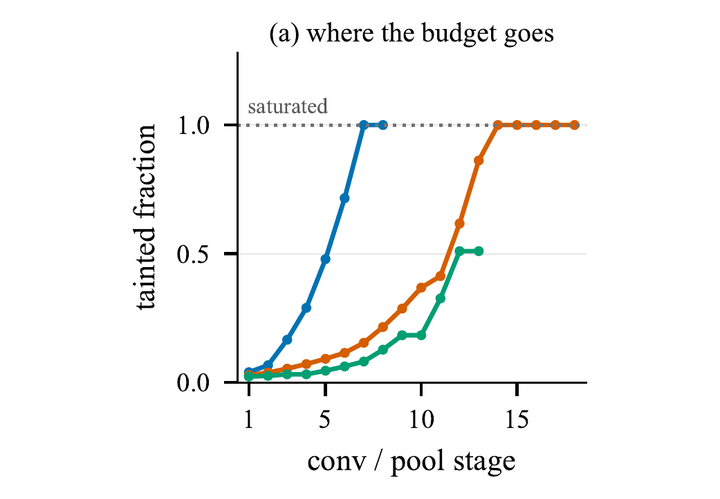 (a) where the budget goes
saturated
1.0
0.5
0.0
tainted fraction
1 5 10 15
conv / pool stage